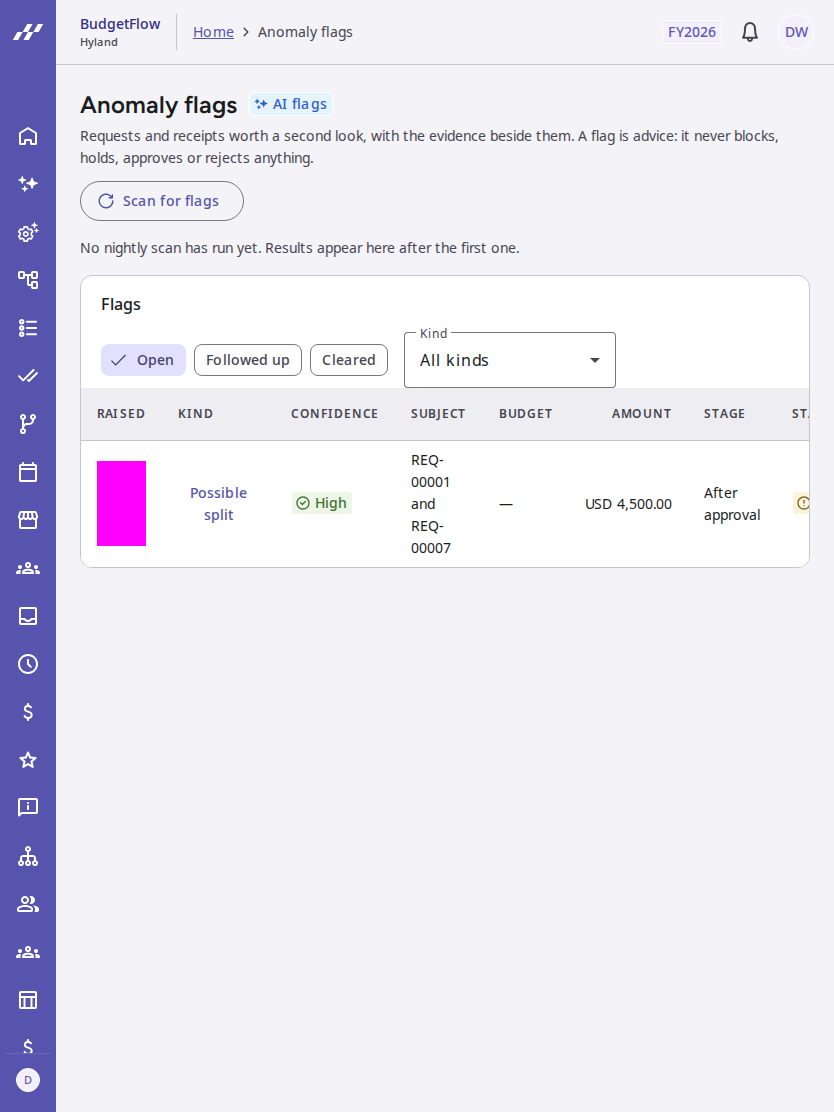 BudgetFlow
Hyland
Home > Anomaly flags
FY2026
DW
Anomaly flags
AI flags
Requests and receipts worth a second look, with the evidence beside them. A flag is advice: it never blocks,
holds, approves or rejects anything.
Scan for flags
No nightly scan has run yet. Results appear here after the first one.
Flags
Kind
Open
Followed up
Cleared
All kinds
RAISED KIND CONFIDENCE SUBJECT BUDGET AMOUNT STAGE
Possible
split
High
REQ-
00001
and
REQ-
00007
—
USD 4,500.00
After
approval
D